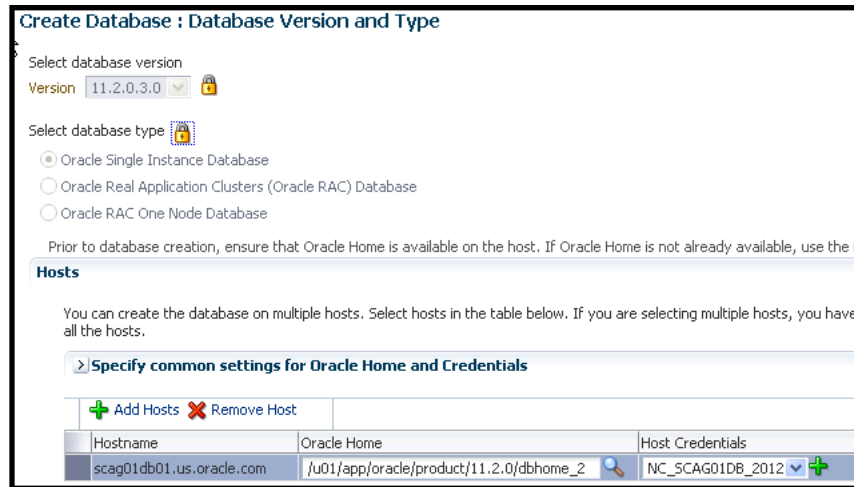 Create Database : Database Version and Type
Select database version
Version 11.2.0.3.0
Select database type
Oracle Single Instance Database
Oracle Real Application Clusters (Oracle RAC) Database
Oracle RAC One Node Database
Prior to database creation, ensure that Oracle Home is available on the host. If Oracle Home is not already available, use the
Hosts
You can create the database on multiple hosts. Select hosts in the table below. If you are selecting multiple hosts, you have
all the hosts.
Specify common settings for Oracle Home and Credentials
Add Hosts Remove Host
Hostname Oracle Home Host Credentials
scag01db01.us.oracle.com /u01/app/oracle/product/11.2.0/dbhome_2 NC_SCAG01DB_2012